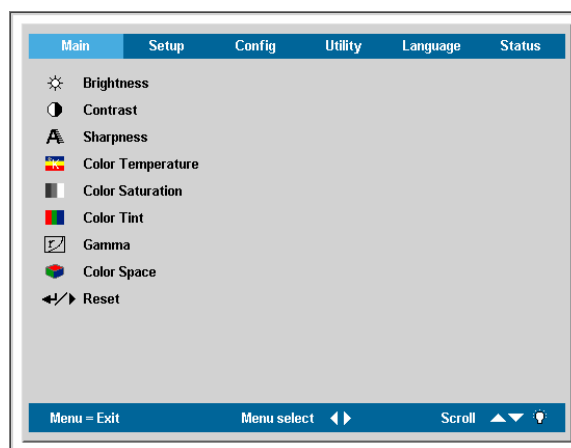 Main Setup Config Utility Language Status
Brightness
Contrast
Sharpness
Color Temperature
Color Saturation
Color Tint
Gamma
Color Space
Reset
Menu = Exit Menu select Scroll